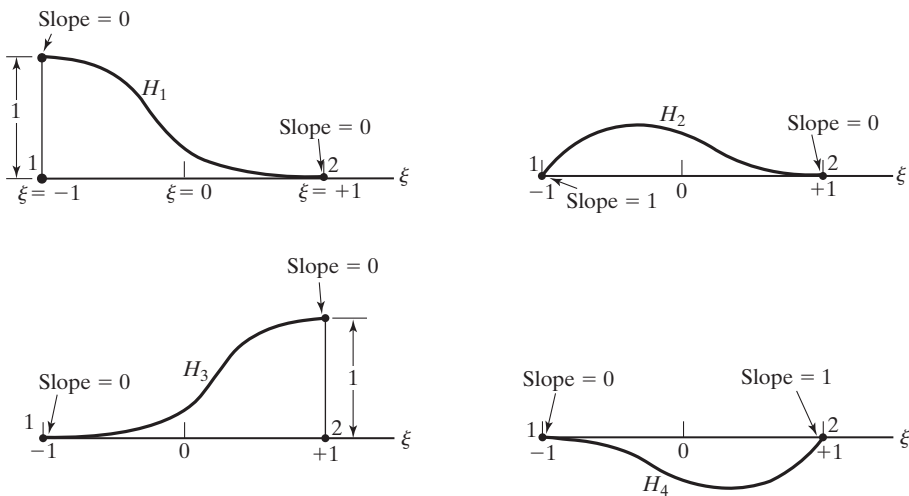 Slope = 0
H₁
1
Slope = 0
1
2
ξ
ξ = −1
ξ = 0
ξ = +1
H₂
Slope = 0
1
2
ξ
−1
Slope = 1
0
+1
Slope = 0
Slope = 0
H₃
1
1
2
ξ
−1
0
+1
Slope = 0
Slope = 1
1
2
ξ
−1
0
+1
H₄